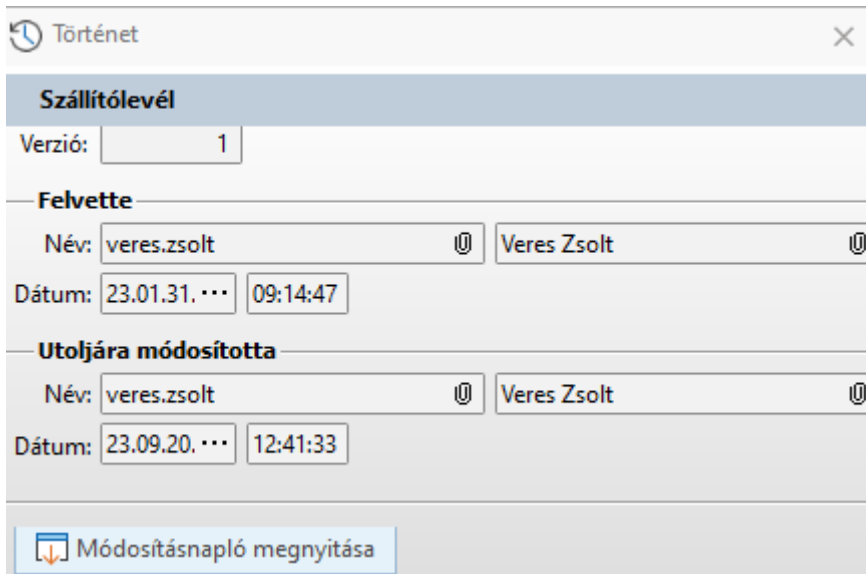 Történet
Szállítólevél
Verzió: 1
Felvette
Név: veres.zsolt Veres Zsolt
Dátum: 23.01.31. ... 09:14:47
Utoljára módosította
Név: veres.zsolt Veres Zsolt
Dátum: 23.09.20. ... 12:41:33
Módosításnapló megnyitása